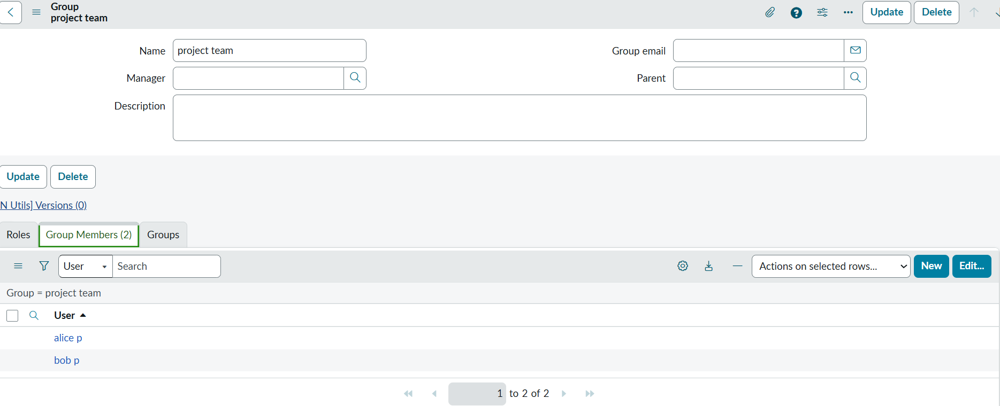 Group
project team
Update
Delete
Name
project team
Group email
Manager
Parent
Description
Update
Delete
N Utils] Versions (0)
Roles
Group Members (2)
Groups
User
Search
Actions on selected rows...
New
Edit...
Group = project team
User
alice p
bob p
1 to 2 of 2